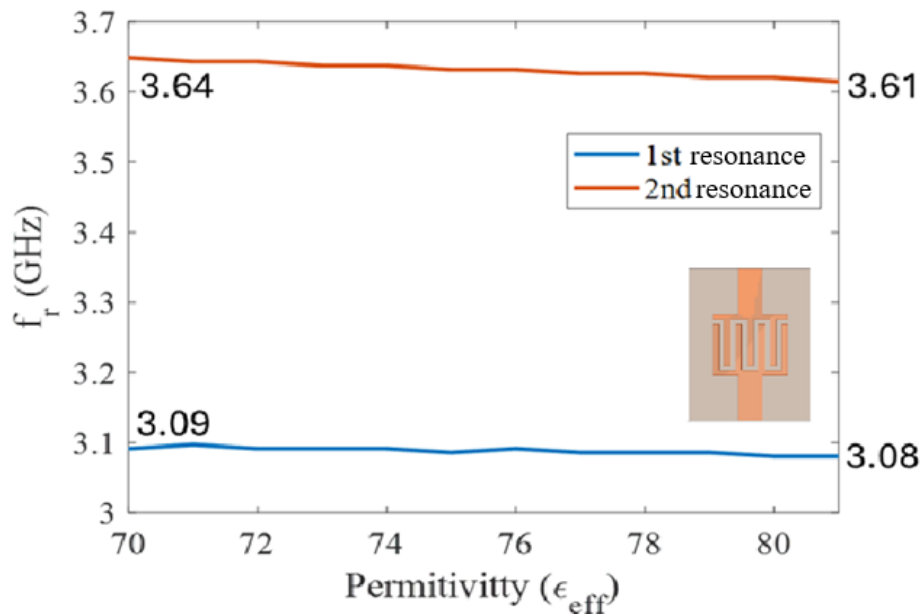 3.7
3.64
3.6
3.61
3.5
1st resonance
2nd resonance
3.4
3.3
3.2
3.09
3.1
3.08
3
f_r (GHz)
70 72 74 76 78 80
Permitivitty (ϵ_eff)